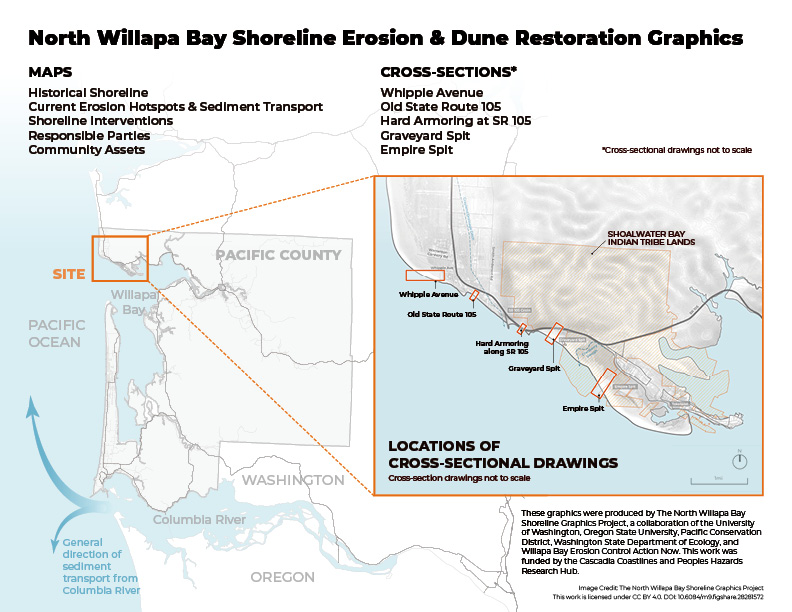 North Willapa Bay Shoreline Erosion & Dune Restoration Graphics
MAPS
Historical Shoreline
Current Erosion Hotspots & Sediment Transport
Shoreline Interventions
Responsible Parties
Community Assets
CROSS-SECTIONS*
Whipple Avenue
Old State Route 105
Hard Armoring at SR 105
Graveyard Spit
Empire Spit
*Cross-sectional drawings not to scale
SITE
PACIFIC COUNTY
Willapa
Bay
PACIFIC
OCEAN
WASHINGTON
Columbia River
OREGON
General
direction of
sediment
transport from
Columbia River
SHOALWATER BAY
INDIAN TRIBE LANDS
Whipple Avenue
Old State Route 105
Hard Armoring
along SR 105
Graveyard Spit
Empire Spit
LOCATIONS OF
CROSS-SECTIONAL DRAWINGS
Cross-section drawings not to scale
N
These graphics were produced by The North Willapa Bay
Shoreline Graphics Project, a collaboration of the University
of Washington, Oregon State University, Pacific Conservation
District, Washington State Department of Ecology, and
Willapa Bay Erosion Control Action Now. This work was
funded by the Cascadia Coastlines and Peoples Hazards
Research Hub.
Image Credit: The North Willapa Bay Shoreline Graphics Project
This work is licensed under CC BY 4.0. DOI: 10.6084/m9.figshare.28281572